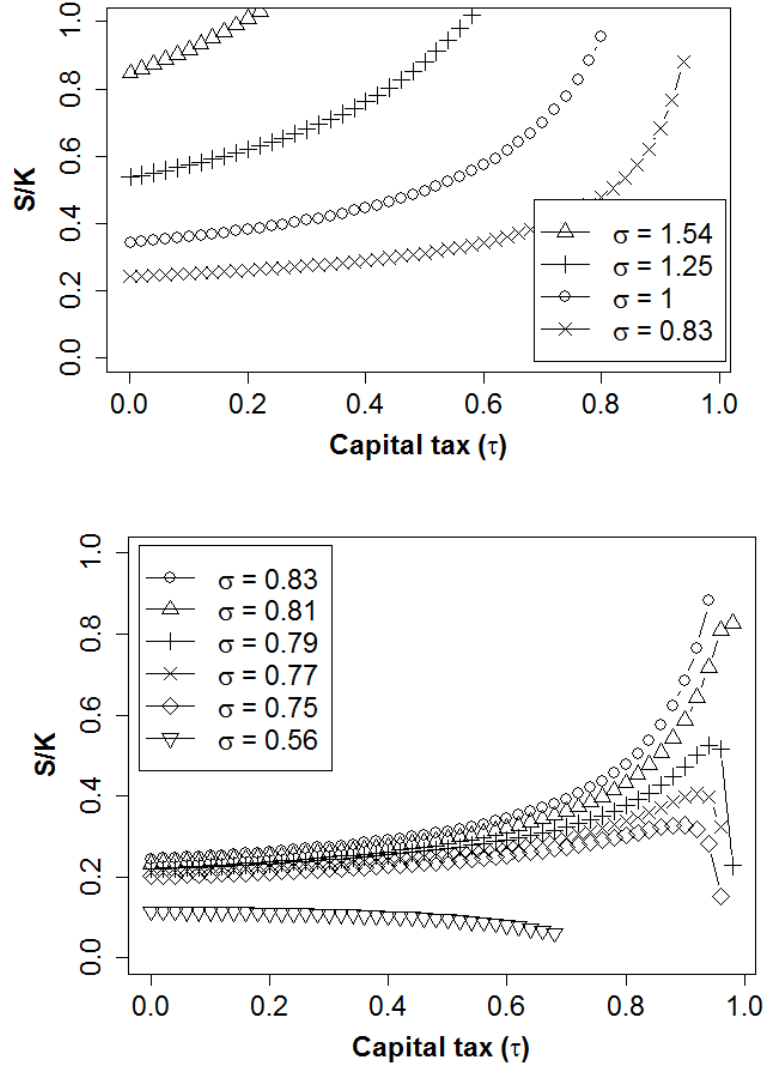 S/K
1.0
0.8
0.6
0.4
0.2
0.0
σ = 1.54
σ = 1.25
σ = 1
σ = 0.83
0.0 0.2 0.4 0.6 0.8 1.0
Capital tax (τ)
S/K
1.0
0.8
0.6
0.4
0.2
0.0
σ = 0.83
σ = 0.81
σ = 0.79
σ = 0.77
σ = 0.75
σ = 0.56
0.0 0.2 0.4 0.6 0.8 1.0
Capital tax (τ)